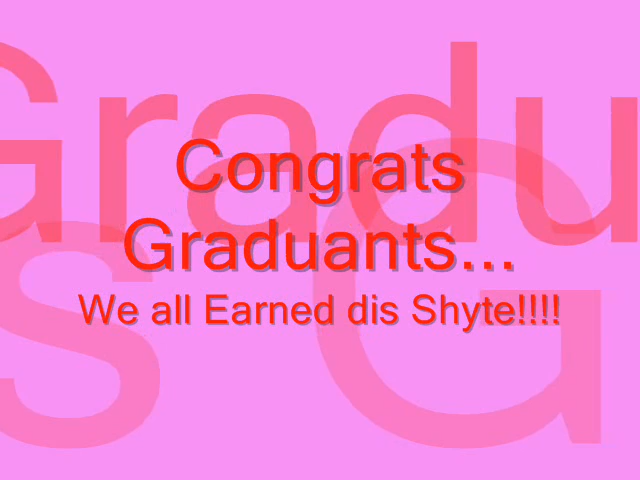 Gradu
Congrats
Graduants...
We all Earned dis Shyte!!!!
s G